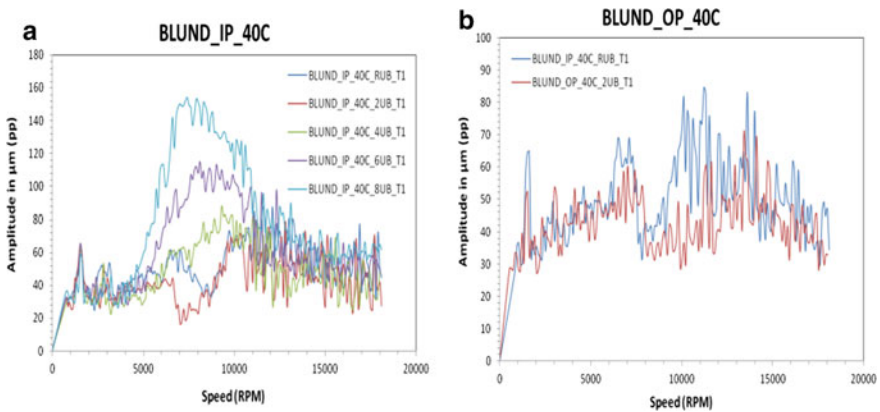 a
BLUND_IP_40C
Amplitude in µm (pp)
180
160
140
120
100
80
60
40
20
0
BLUND_IP_40C_RUB_T1
BLUND_IP_40C_2UB_T1
BLUND_IP_40C_4UB_T1
BLUND_IP_40C_6UB_T1
BLUND_IP_40C_8UB_T1
0 5000 10000 15000 20000
Speed (RPM)
b
BLUND_OP_40C
Amplitude in µm (pp)
100
90
80
70
60
50
40
30
20
10
0
BLUND_IP_40C_RUB_T1
BLUND_OP_40C_2UB_T1
0 5000 10000 15000 20000
Speed (RPM)